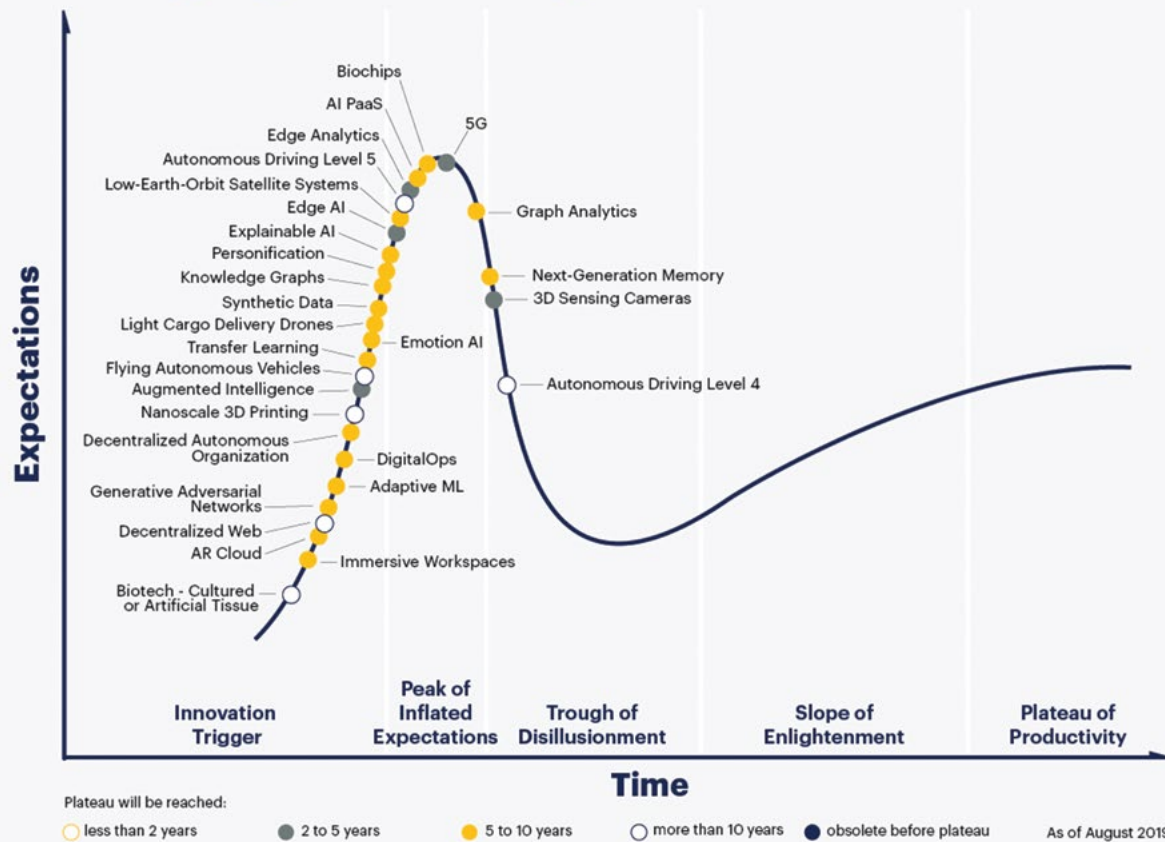 Biochips
AI PaaS
5G
Edge Analytics
Autonomous Driving Level 5
Low-Earth-Orbit Satellite Systems
Edge AI
Graph Analytics
Explainable AI
Personification
Knowledge Graphs
Next-Generation Memory
Synthetic Data
3D Sensing Cameras
Light Cargo Delivery Drones
Transfer Learning
Emotion AI
Flying Autonomous Vehicles
Augmented Intelligence
Autonomous Driving Level 4
Nanoscale 3D Printing
Decentralized Autonomous
Organization
DigitalOps
Adaptive ML
Generative Adversarial
Networks
Decentralized Web
AR Cloud
Immersive Workspaces
Biotech - Cultured
or Artificial Tissue
Expectations
Innovation
Trigger
Peak of
Inflated
Expectations
Trough of
Disillusionment
Slope of
Enlightenment
Plateau of
Productivity
Time
Plateau will be reached:
less than 2 years
2 to 5 years
5 to 10 years
more than 10 years
obsolete before plateau
As of August 2019